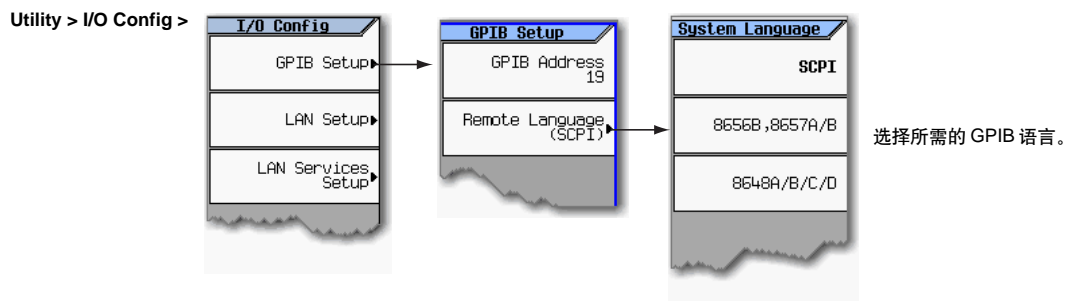 Utility > I/O Config >
I/O Config
GPIB Setup
LAN Setup
LAN Services
Setup
GPIB Setup
GPIB Address
19
Remote Language
(SCPI)
System Language
SCPI
8656B,8657A/B
8648A/B/C/D
选择所需的 GPIB 语言。